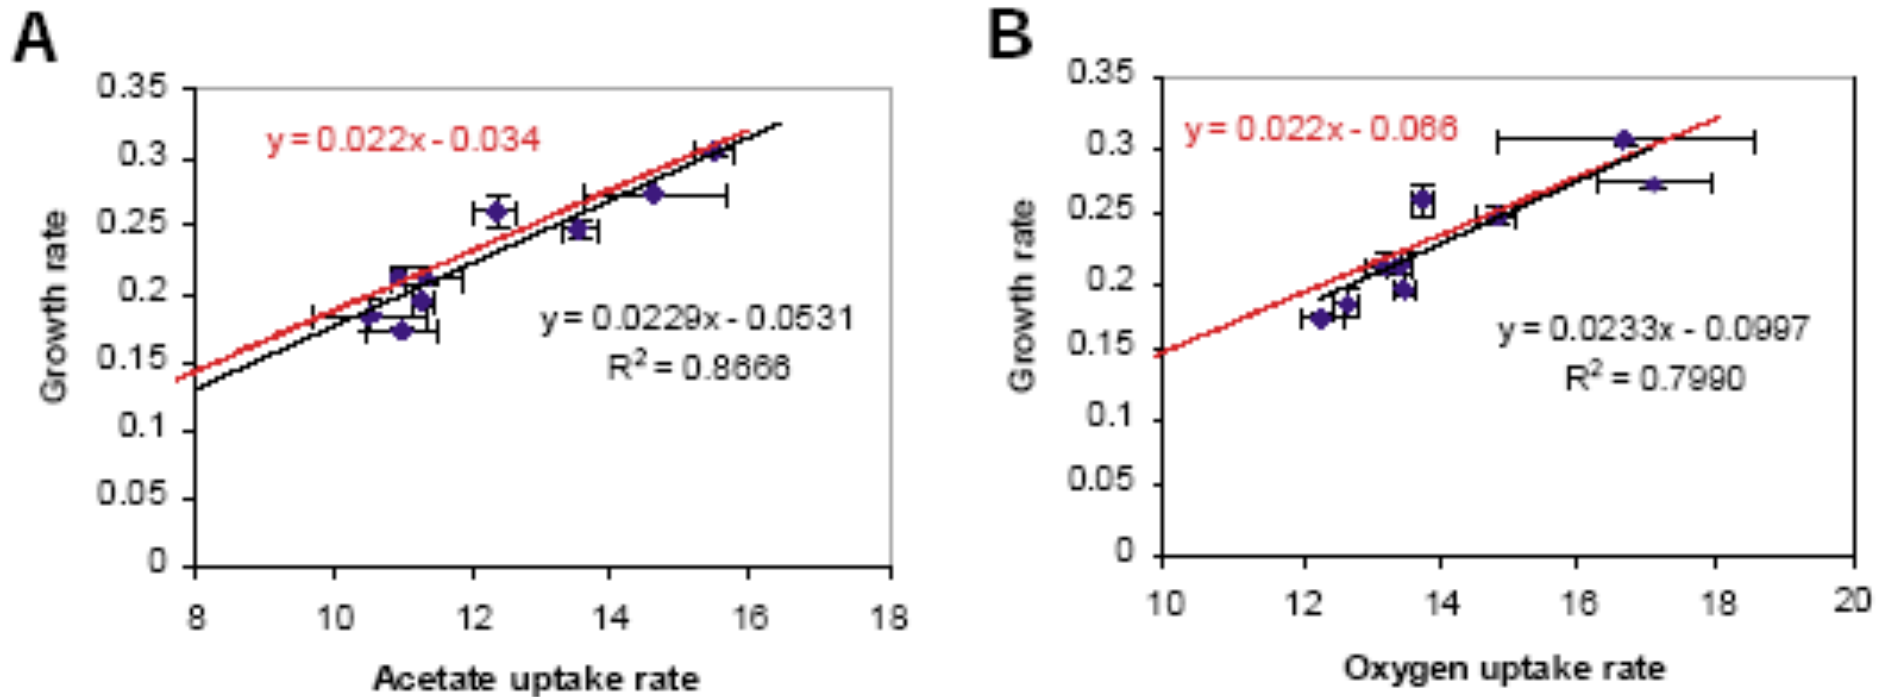 A
0.35
0.3
0.25
0.2
0.15
0.1
0.05
0
Growth rate
y = 0.022x - 0.034
y = 0.0229x - 0.0531
R² = 0.8666
8 10 12 14 16 18
Acetate uptake rate
B
0.35
0.3
0.25
0.2
0.15
0.1
0.05
0
Growth rate
y = 0.022x - 0.066
y = 0.0233x - 0.0997
R² = 0.7990
10 12 14 16 18 20
Oxygen uptake rate